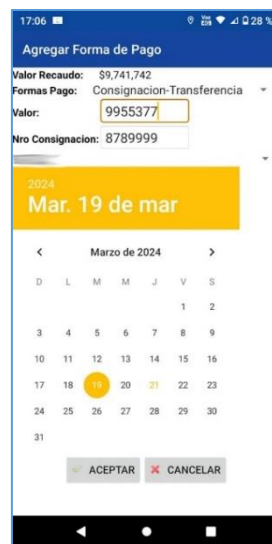 17:06 28 %
Agregar Forma de Pago
Valor Recaudo: $9,741,742
Formas Pago: Consignacion-Transferencia
Valor: 9955377
Nro Consignacion: 8789999
2024
Mar. 19 de mar
Marzo de 2024
D L M M J V S
1 2
3 4 5 6 7 8 9
10 11 12 13 14 15 16
17 18 19 20 21 22 23
24 25 26 27 28 29 30
31
ACEPTAR CANCELAR